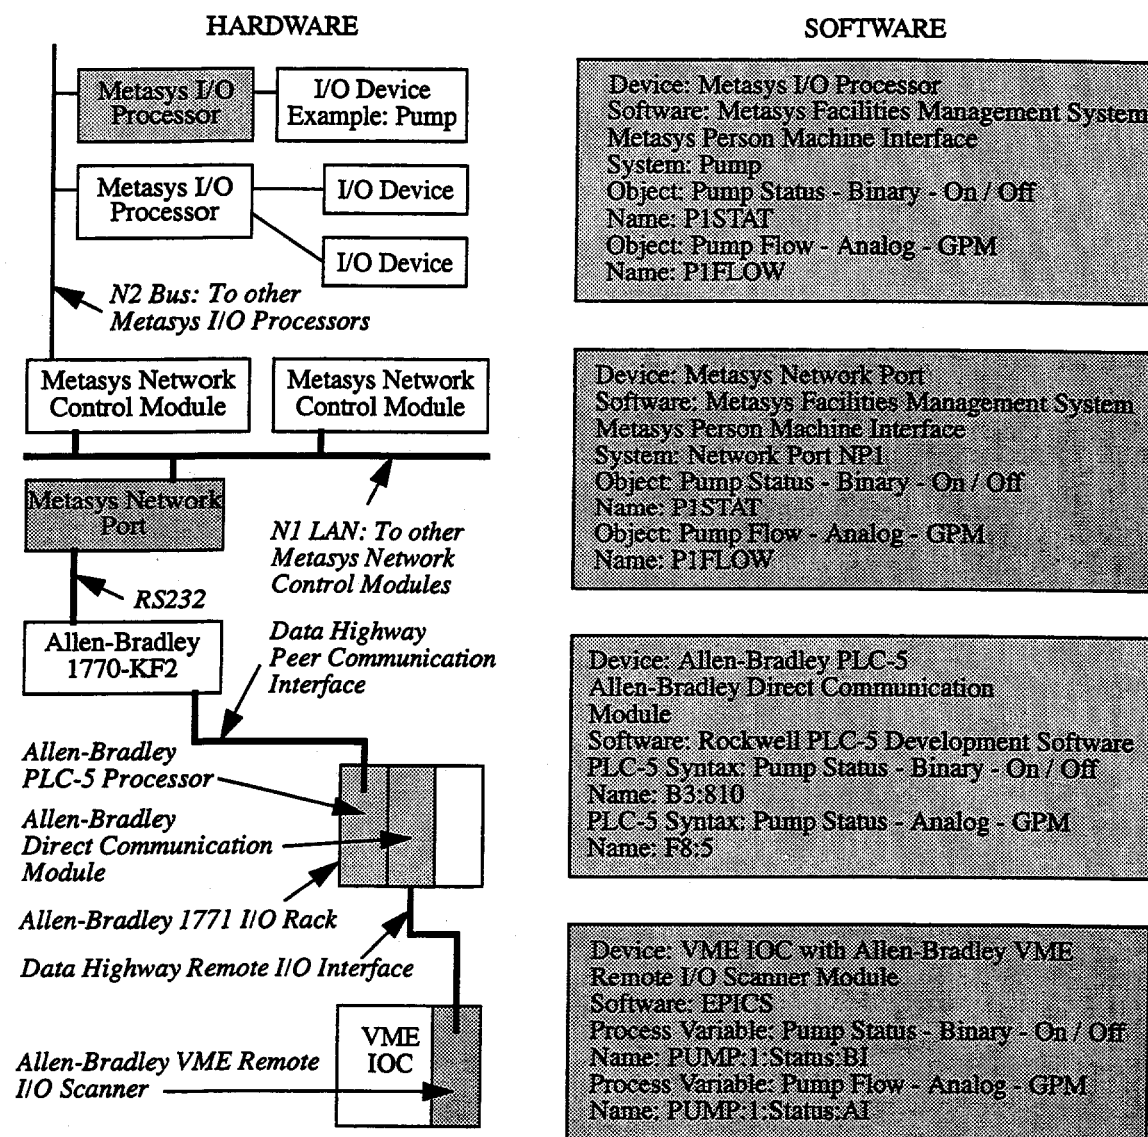 HARDWARE
Metasys I/O
Processor
I/O Device
Example: Pump
Metasys I/O
Processor
I/O Device
I/O Device
N2 Bus: To other
Metasys I/O Processors
Metasys Network
Control Module
Metasys Network
Control Module
Metasys Network
Port
N1 LAN: To other
Metasys Network
Control Modules
RS232
Allen-Bradley
1770-KF2
Data Highway
Peer Communication
Interface
Allen-Bradley
PLC-5 Processor
Allen-Bradley
Direct Communication
Module
Allen-Bradley 1771 I/O Rack
Data Highway Remote I/O Interface
VME
IOC
Allen-Bradley VME Remote
I/O Scanner
SOFTWARE
Device: Metasys I/O Processor
Software: Metasys Facilities Management System
Metasys Person Machine Interface
System: Pump
Object: Pump Status - Binary - On / Off
Name: P1STAT
Object: Pump Flow - Analog - GPM
Name: P1FLOW
Device: Metasys Network Port
Software: Metasys Facilities Management System
Metasys Person Machine Interface
System: Network Port NP1
Object: Pump Status - Binary - On / Off
Name: P1STAT
Object: Pump Flow - Analog - GPM
Name: P1FLOW
Device: Allen-Bradley PLC-5
Allen-Bradley Direct Communication
Module
Software: Rockwell PLC-5 Development Software
PLC-5 Syntax: Pump Status - Binary - On / Off
Name: B3:810
PLC-5 Syntax: Pump Status - Analog - GPM
Name: F8:5
Device: VME IOC with Allen-Bradley VME
Remote I/O Scanner Module
Software: EPICS
Process Variable: Pump Status - Binary - On / Off
Name: PUMP:1:Status:BI
Process Variable: Pump Flow - Analog - GPM
Name: PUMP:1:Status:AI